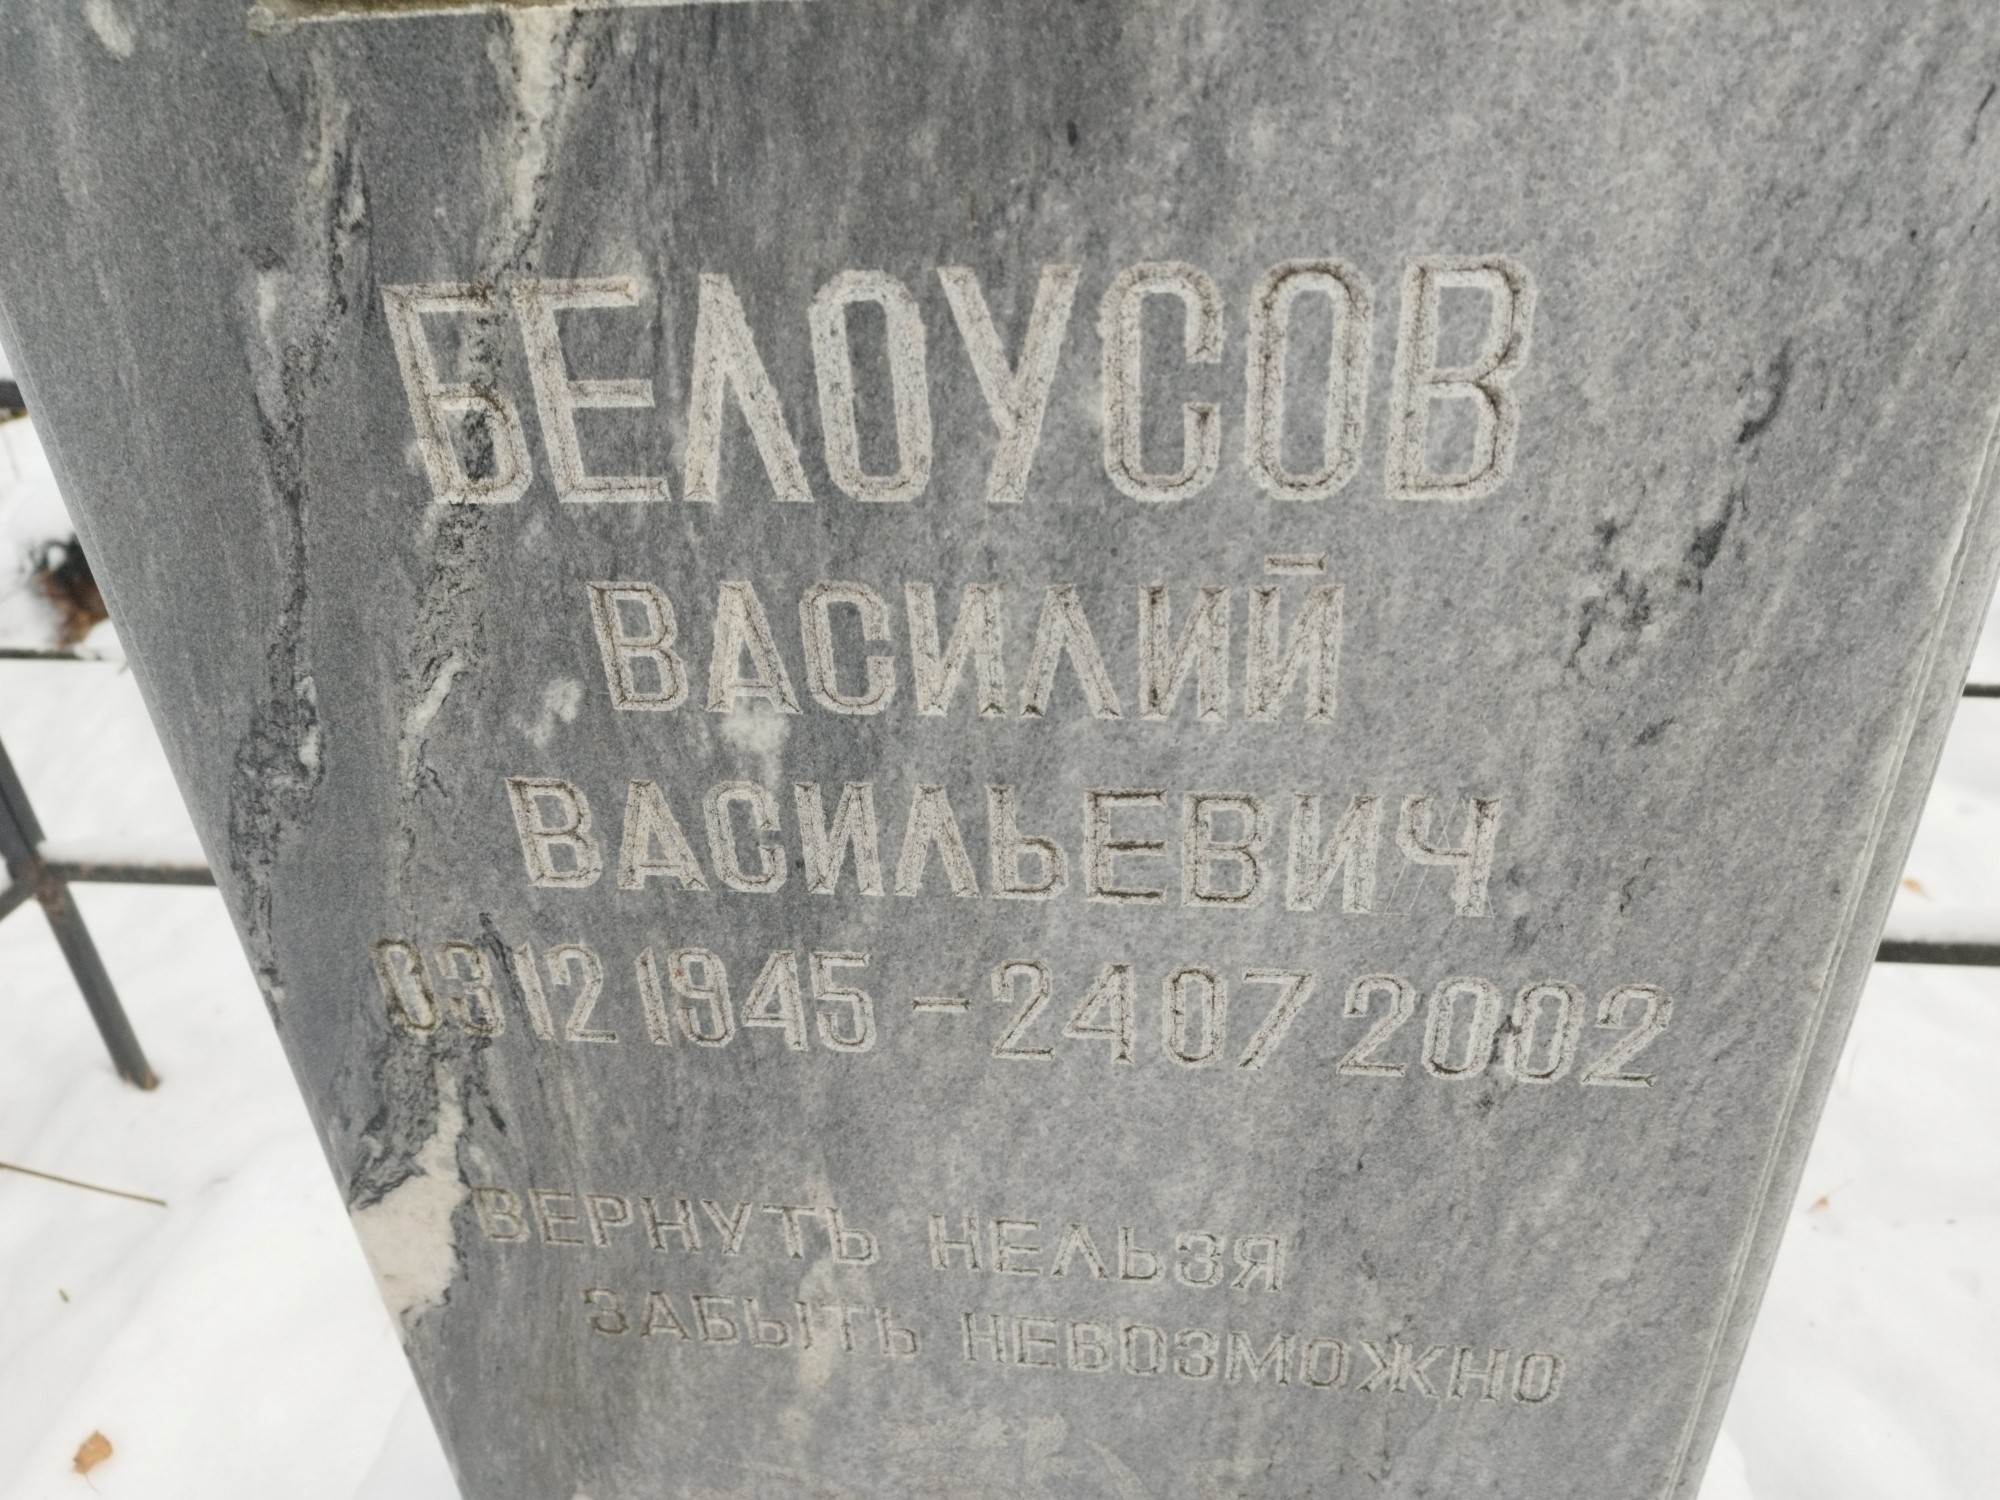 БЕЛОУСОВ
ВАСИЛИЙ
ВАСИЛЬЕВИЧ
03 12 1945 - 24 07 2002
ВЕРНУТЬ НЕЛЬЗЯ
ЗАБЫТЬ НЕВОЗМОЖНО